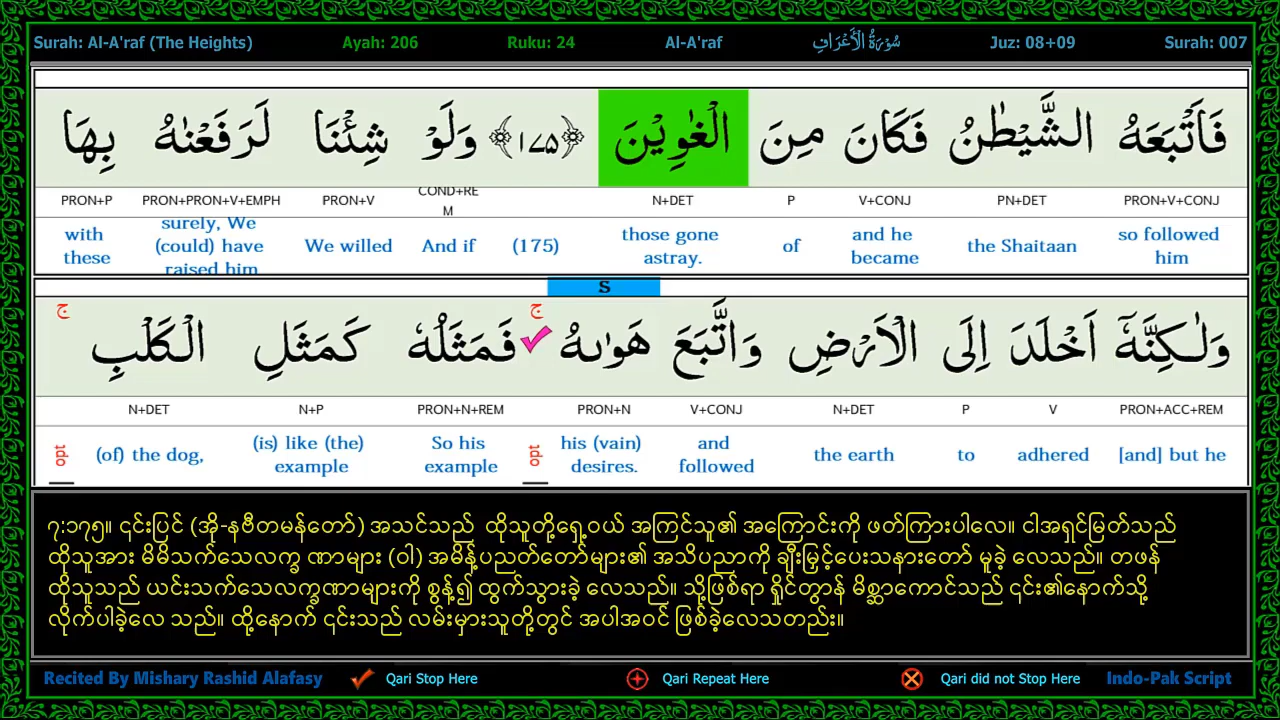 Surah: Al-A'raf (The Heights) Ayah: 206 Ruku: 24 Al-A'raf سُوْرَةُ الْأَعْرَافِ Juz: 08+09 Surah: 007
فَاَتْبَعَهُ الشَّيْطٰنُ فَكَانَ مِنَ الْغٰوِيْنَ ﴿۱۷۵﴾ وَلَوْ شِئْنَا لَرَفَعْنٰهُ بِهَا
PRON+P PRON+PRON+V+EMPH PRON+V COND+REM N+DET P V+CONJ PN+DET PRON+V+CONJ
with these surely, We (could) have raised him We willed And if (175) those gone astray. of and he became the Shaitaan so followed him
S
وَلٰـكِنَّهٗۤ اَخْلَدَ اِلَى الْاَرْضِ وَاتَّبَعَ هَوٰٮهُ‌ ۚ فَمَثَلُهٗ كَمَثَلِ الْـكَلْبِ‌ ۚ
N+DET N+P PRON+N+REM PRON+N V+CONJ N+DET P V PRON+ACC+REM
opt (of) the dog, (is) like (the) example So his example opt his (vain) desires. and followed the earth to adhered [and] but he
၇:၁၇၅။ ၎င်းပြင် (အို-နဗီတမန်တော်) အသင်သည် ထိုသူတို့ရှေ့ဝယ် အကြင်သူ၏ အကြောင်းကို ဖတ်ကြားပါလေ။ ငါအရှင်မြတ်သည်
ထိုသူအား မိမိသက်သေလက္ခ ဏာများ (ဝါ) အမိန့်ပညတ်တော်များ၏ အသိပညာကို ချီးမြှင့်ပေးသနားတော် မူခဲ့ လေသည်။ တဖန်
ထိုသူသည် ယင်းသက်သေလက္ခဏာများကို စွန့်၍ ထွက်သွားခဲ့ လေသည်။ သို့ဖြစ်ရာ ရှိုင်တွာန် မိစ္ဆာကောင်သည် ၎င်း၏နောက်သို့
လိုက်ပါခဲ့လေ သည်။ ထို့နောက် ၎င်းသည် လမ်းမှားသူတို့တွင် အပါအဝင် ဖြစ်ခဲ့လေသတည်း။
Recited By Mishary Rashid Alafasy Qari Stop Here Qari Repeat Here Qari did not Stop Here Indo-Pak Script